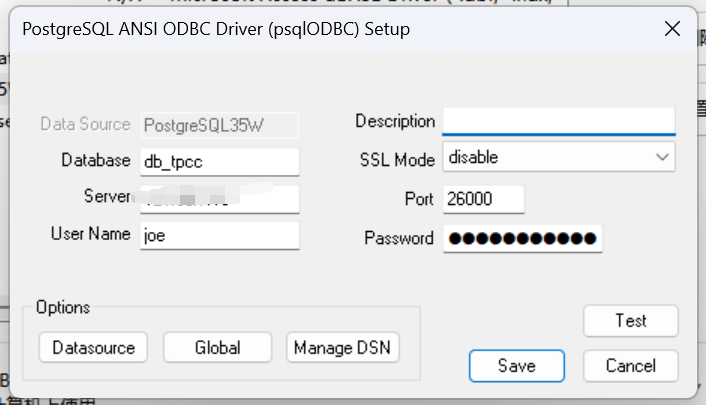 PostgreSQL ANSI ODBC Driver (psqlODBC) Setup
Data Source PostgreSQL35W
Description
Database db_tpcc
SSL Mode disable
Server
Port 26000
User Name joe
Password ●●●●●●●●●●●
Options
Datasource Global Manage DSN
Test
Save Cancel